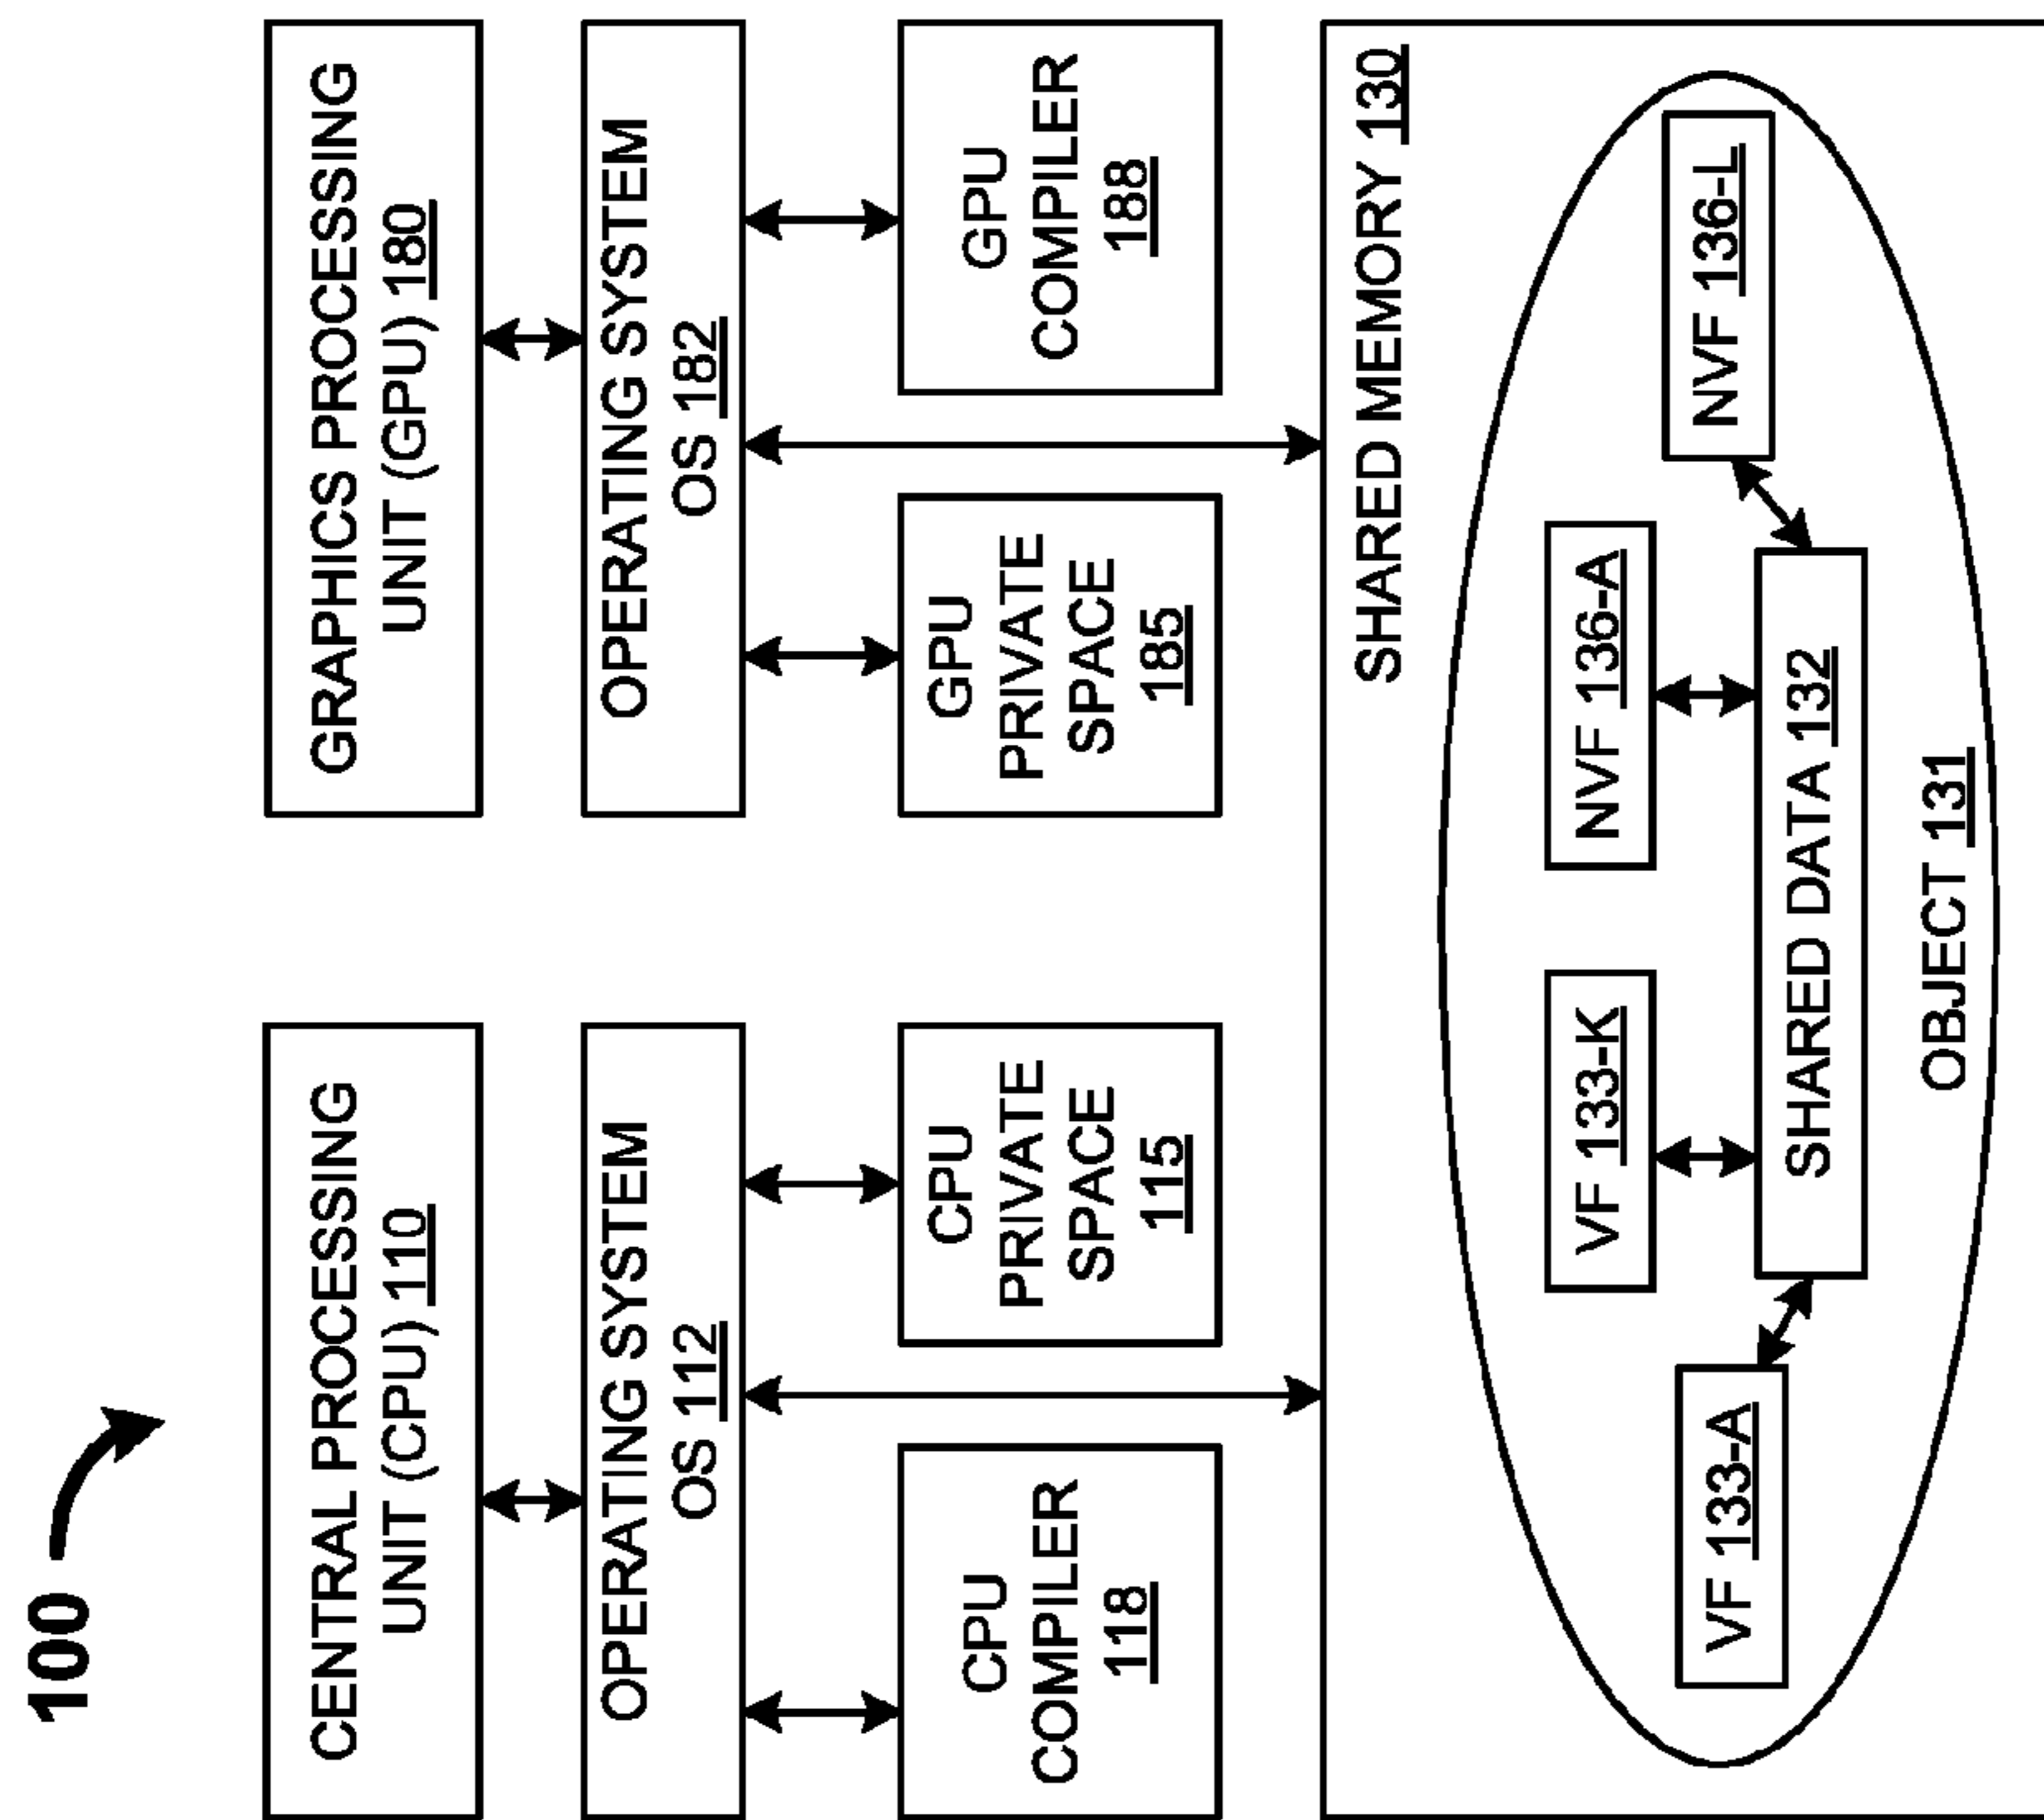 100
CENTRAL PROCESSING
UNIT (CPU) 110
GRAPHICS PROCESSING
UNIT (GPU) 180
OPERATING SYSTEM
OS 112
OPERATING SYSTEM
OS 182
CPU
COMPILER
118
CPU
PRIVATE
SPACE
115
GPU
PRIVATE
SPACE
185
GPU
COMPILER
188
SHARED MEMORY 130
VF 133-A
VF 133-K
NVF 136-A
NVF 136-L
SHARED DATA 132
OBJECT 131